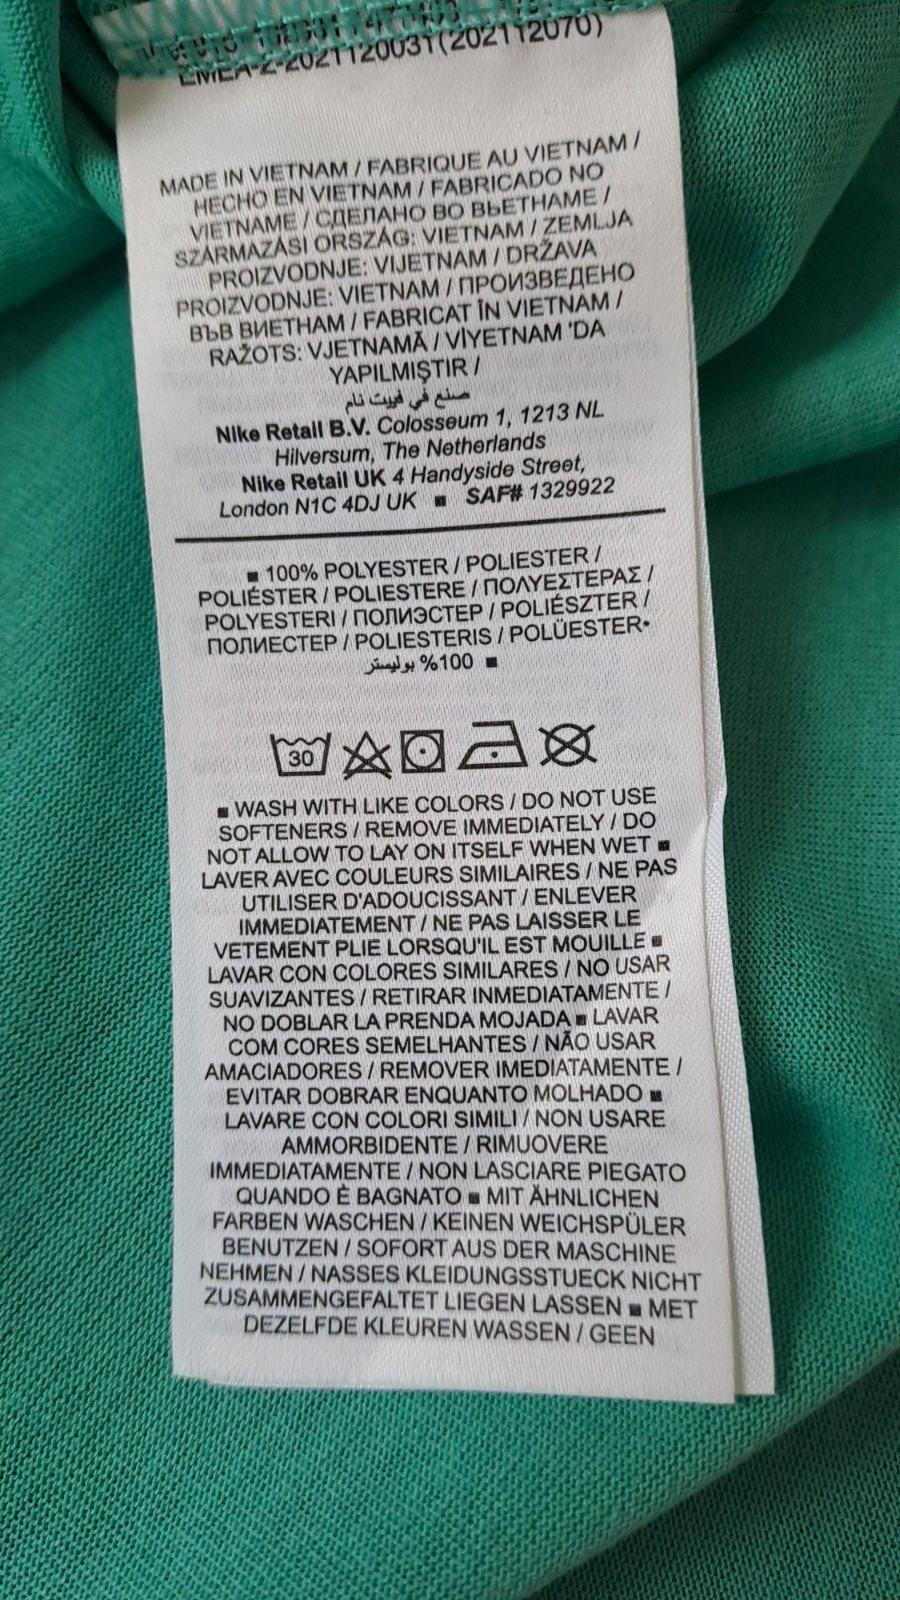 EMEA-2-2021120031(202112070)
MADE IN VIETNAM / FABRIQUE AU VIETNAM /
HECHO EN VIETNAM / FABRICADO NO
VIETNAME / СДЕЛАНО ВО ВЬЕТНАМЕ /
SZÁRMAZÁSI ORSZÁG: VIETNAM / ZEMLJA
PROIZVODNJE: VIJETNAM / DRŽAVA
PROIZVODNJE: VIETNAM / ПРОИЗВЕДЕНО
ВЪВ ВИЕТНАМ / FABRICAT ÎN VIETNAM /
RAŽOTS: VJETNAMĀ / VİYETNAM 'DA
YAPILMIŞTIR /
صنع في فييت نام
Nike Retail B.V. Colosseum 1, 1213 NL
Hilversum, The Netherlands
Nike Retail UK 4 Handyside Street,
London N1C 4DJ UK ■ SAF# 1329922
■ 100% POLYESTER / POLIESTER /
POLIÉSTER / POLIESTERE / ΠΟΛΥΕΣΤΕΡΑΣ /
POLYESTERI / ПОЛИЭСТЕР / POLIÉSZTER /
ПОЛИЕСТЕР / POLIESTERIS / POLÜESTER•
100% بوليستر ■
30
■ WASH WITH LIKE COLORS / DO NOT USE
SOFTENERS / REMOVE IMMEDIATELY / DO
NOT ALLOW TO LAY ON ITSELF WHEN WET ■
LAVER AVEC COULEURS SIMILAIRES / NE PAS
UTILISER D'ADOUCISSANT / ENLEVER
IMMEDIATEMENT / NE PAS LAISSER LE
VETEMENT PLIE LORSQU'IL EST MOUILLE ■
LAVAR CON COLORES SIMILARES / NO USAR
SUAVIZANTES / RETIRAR INMEDIATAMENTE /
NO DOBLAR LA PRENDA MOJADA ■ LAVAR
COM CORES SEMELHANTES / NÃO USAR
AMACIADORES / REMOVER IMEDIATAMENTE /
EVITAR DOBRAR ENQUANTO MOLHADO ■
LAVARE CON COLORI SIMILI / NON USARE
AMMORBIDENTE / RIMUOVERE
IMMEDIATAMENTE / NON LASCIARE PIEGATO
QUANDO È BAGNATO ■ MIT ÄHNLICHEN
FARBEN WASCHEN / KEINEN WEICHSPÜLER
BENUTZEN / SOFORT AUS DER MASCHINE
NEHMEN / NASSES KLEIDUNGSSTUECK NICHT
ZUSAMMENGEFALTET LIEGEN LASSEN ■ MET
DEZELFDE KLEUREN WASSEN / GEEN